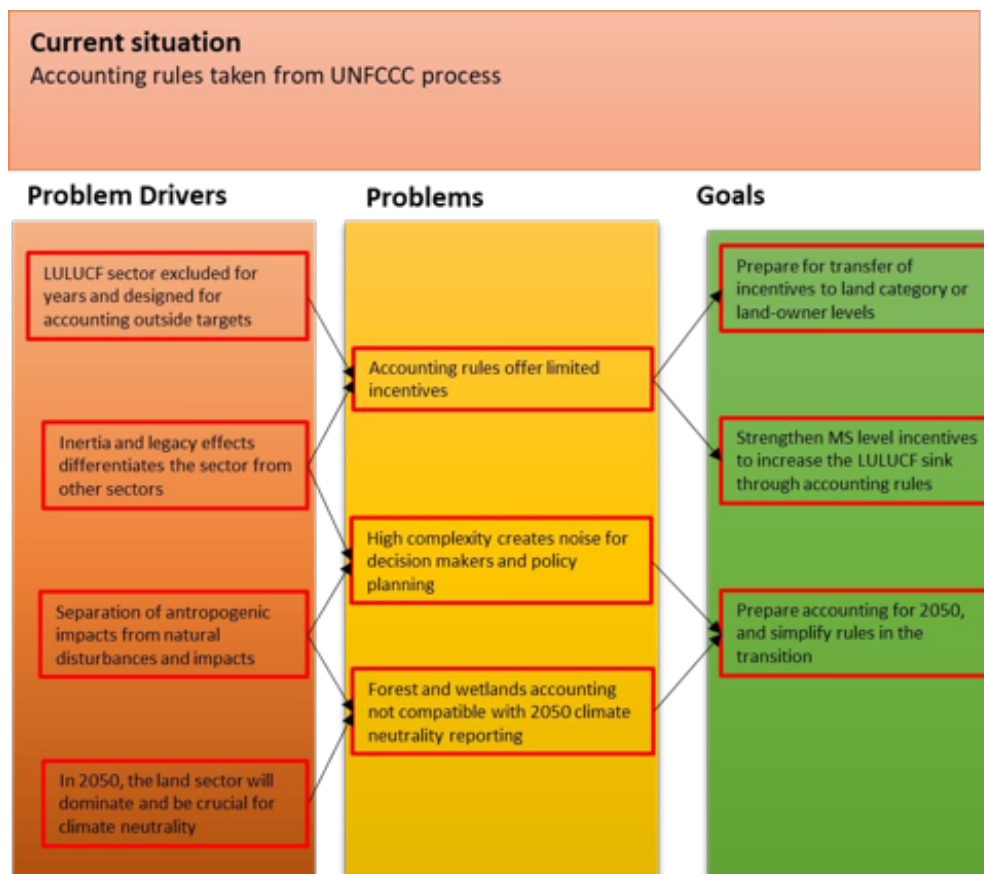 Current situation
Accounting rules taken from UNFCCC process
Problem Drivers
LULUCF sector excluded for
years and designed for
accounting outside targets
Inertia and legacy effects
differentiates the sector from
other sectors
Separation of antropogenic
impacts from natural
disturbances and impacts
In 2050, the land sector will
dominate and be crucial for
climate neutrality
Problems
Accounting rules offer limited
incentives
High complexity creates noise for
decision makers and policy
planning
Forest and wetlands accounting
not compatible with 2050 climate
neutrality reporting
Goals
Prepare for transfer of
incentives to land category or
land-owner levels
Strengthen MS level incentives
to increase the LULUCF sink
through accounting rules
Prepare accounting for 2050,
and simplify rules in the
transition